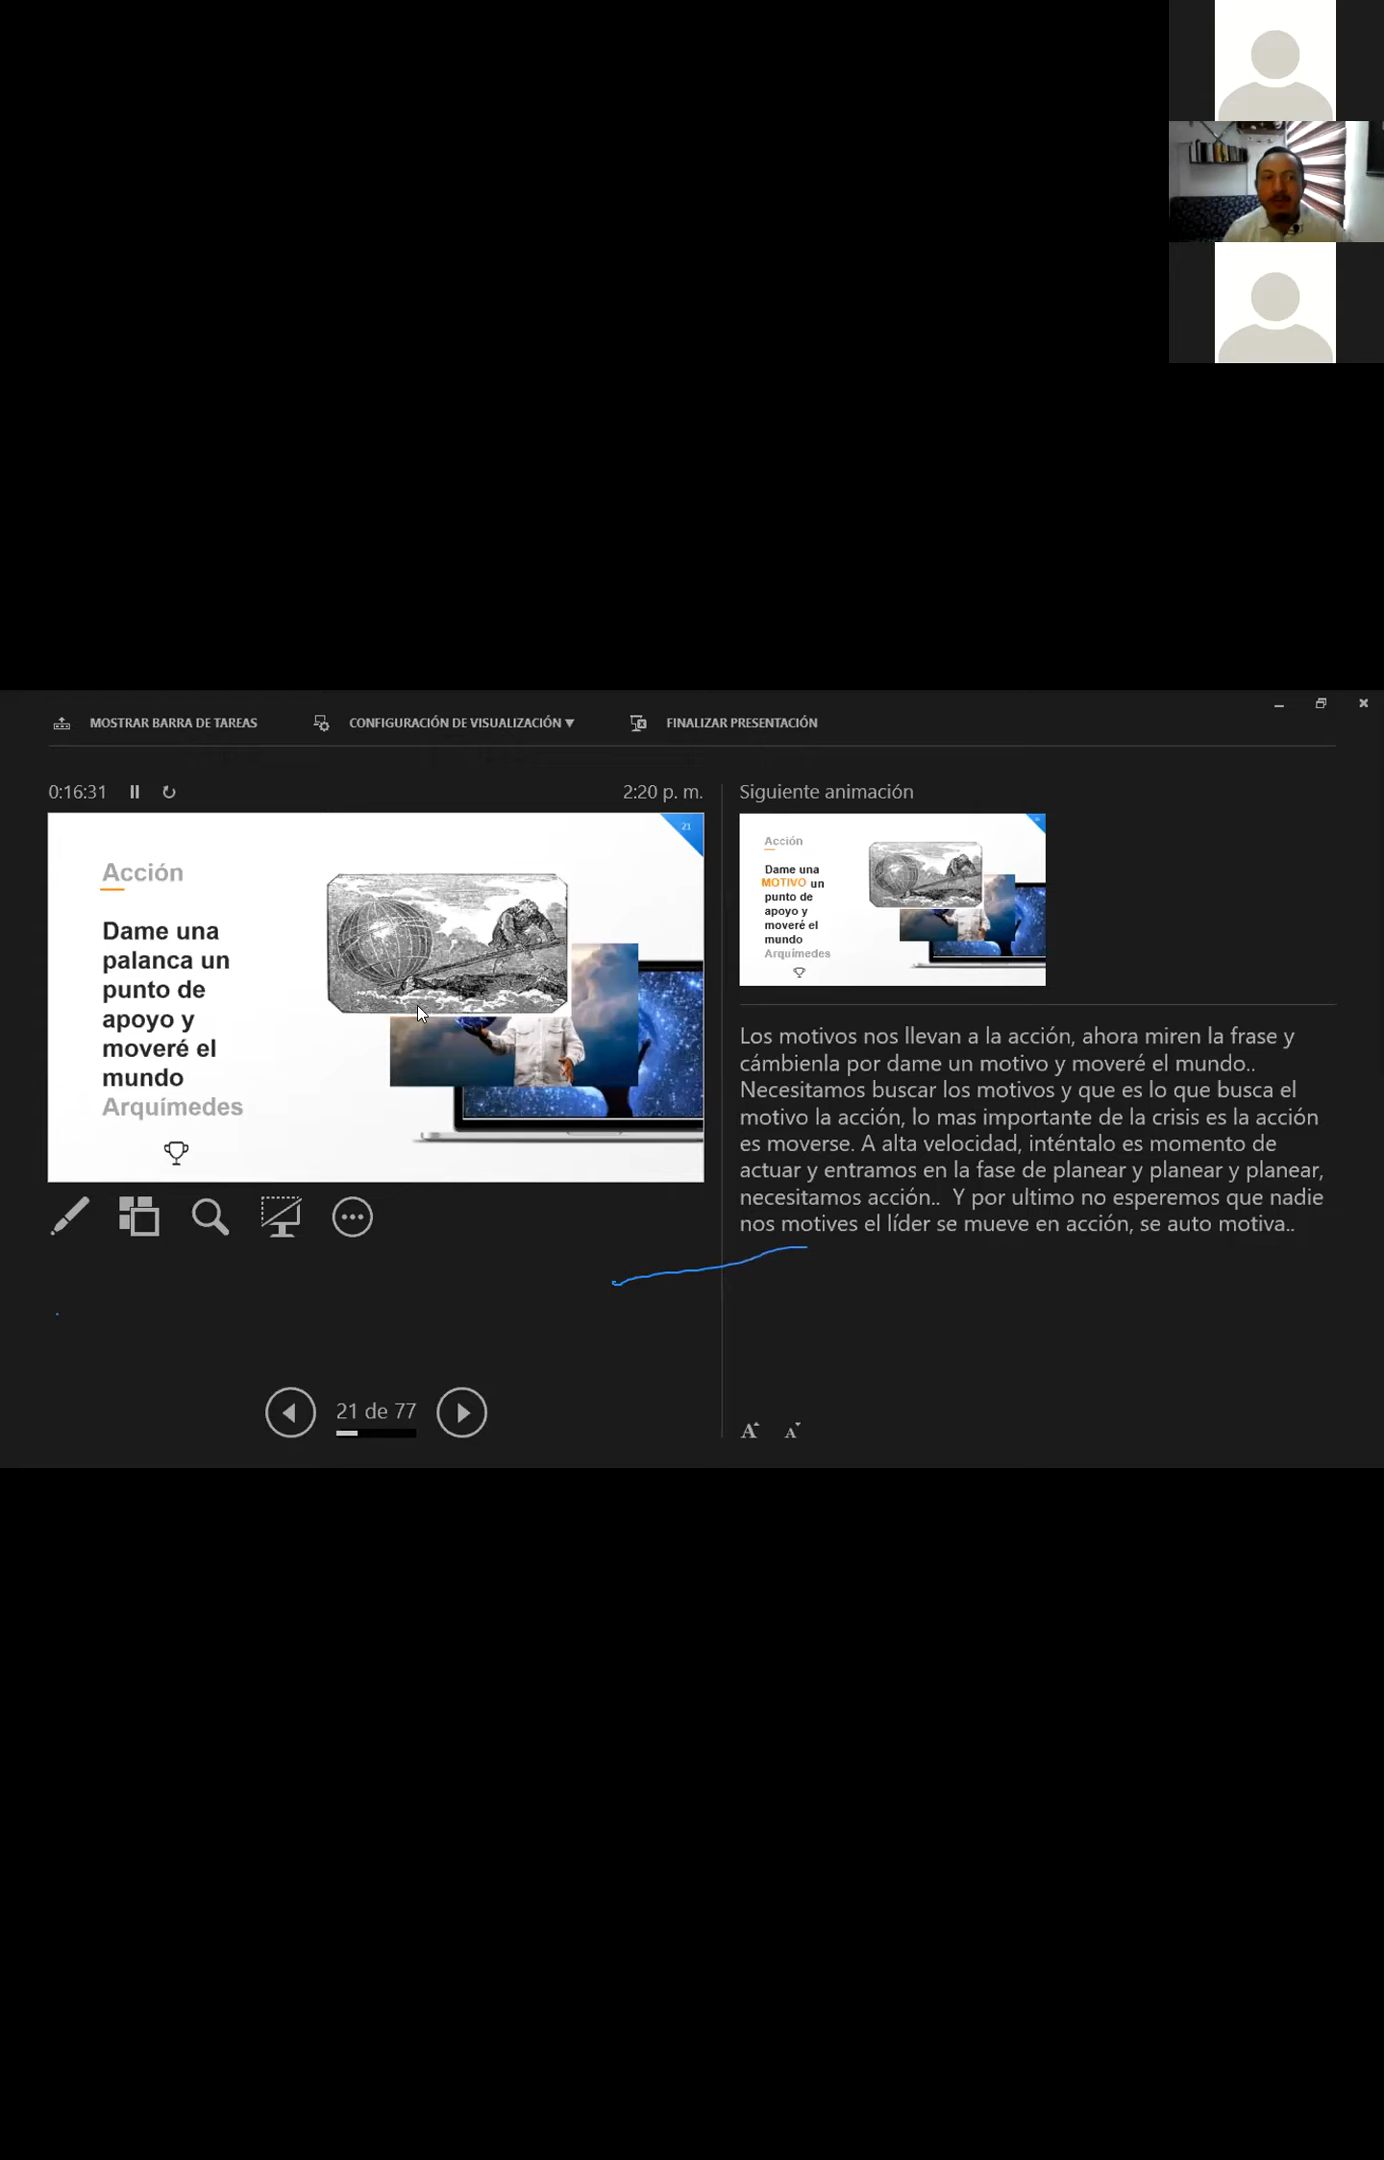 MOSTRAR BARRA DE TAREAS
CONFIGURACIÓN DE VISUALIZACIÓN ▼
FINALIZAR PRESENTACIÓN
0:16:31
2:20 p. m.
21
Acción
Dame una
palanca un
punto de
apoyo y
moveré el
mundo
Arquímedes
21 de 77
Siguiente animación
Acción
Dame una
MOTIVO un
punto de
apoyo y
moveré el
mundo
Arquímedes
Los motivos nos llevan a la acción, ahora miren la frase y
cámbienla por dame un motivo y moveré el mundo..
Necesitamos buscar los motivos y que es lo que busca el
motivo la acción, lo mas importante de la crisis es la acción
es moverse. A alta velocidad, inténtalo es momento de
actuar y entramos en la fase de planear y planear y planear,
necesitamos acción..  Y por ultimo no esperemos que nadie
nos motives el líder se mueve en acción, se auto motiva..
A A